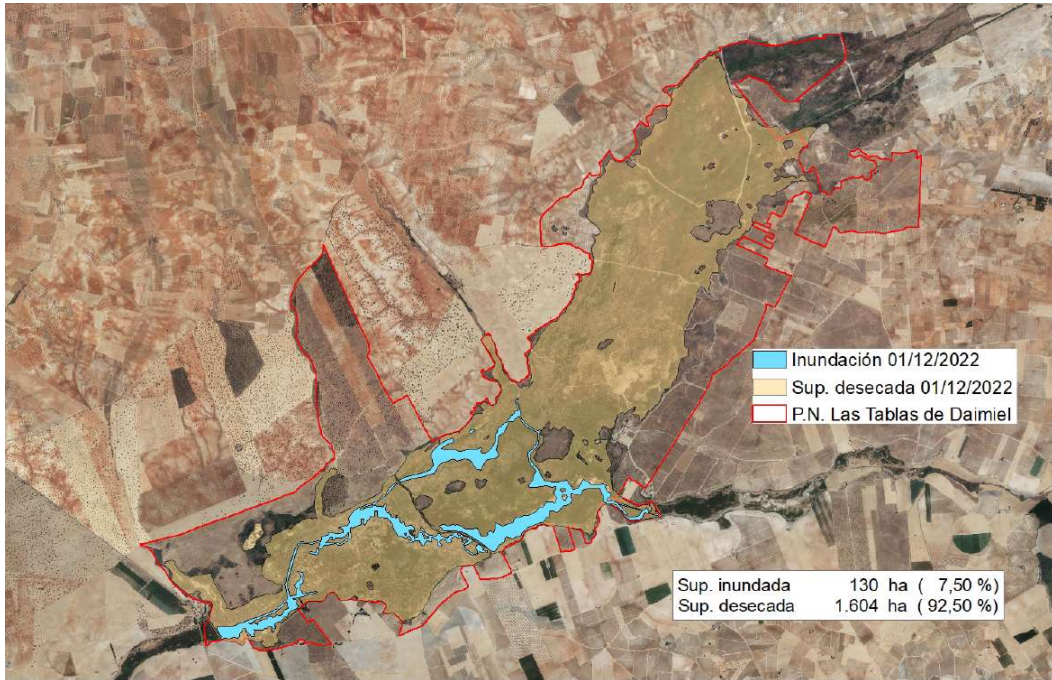 Inundación 01/12/2022
Sup. desecada 01/12/2022
P.N. Las Tablas de Daimiel
Sup. inundada 130 ha ( 7,50 %)
Sup. desecada 1.604 ha ( 92,50 %)